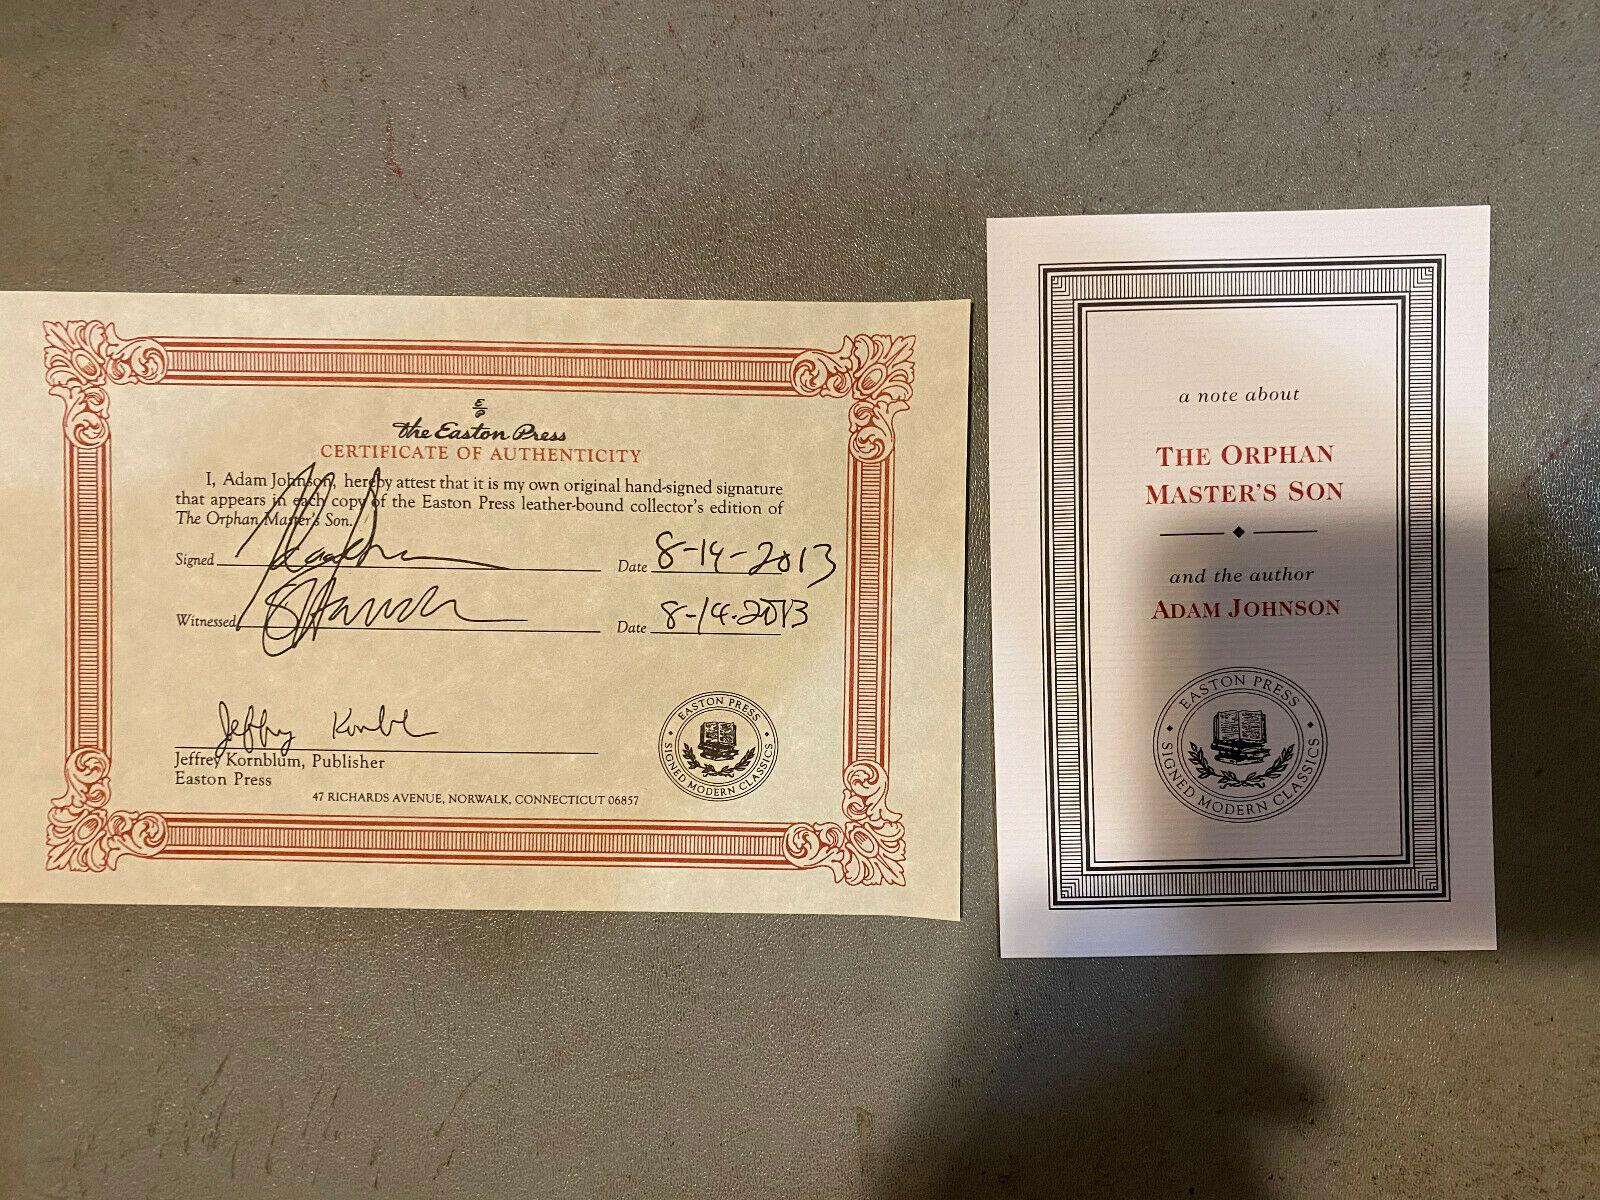 E
P
the Easton Press
CERTIFICATE OF AUTHENTICITY
I, Adam Johnson, hereby attest that it is my own original hand-signed signature
that appears in each copy of the Easton Press leather-bound collector's edition of
The Orphan Master's Son.
Signed
Date 8-14-2013
Witnessed
Date 8-14-2013
Jeffrey Kornblum, Publisher
Easton Press
47 RICHARDS AVENUE, NORWALK, CONNECTICUT 06857
EASTON PRESS
SIGNED MODERN CLASSICS
a note about
THE ORPHAN
MASTER'S SON
and the author
ADAM JOHNSON
EASTON PRESS
SIGNED MODERN CLASSICS